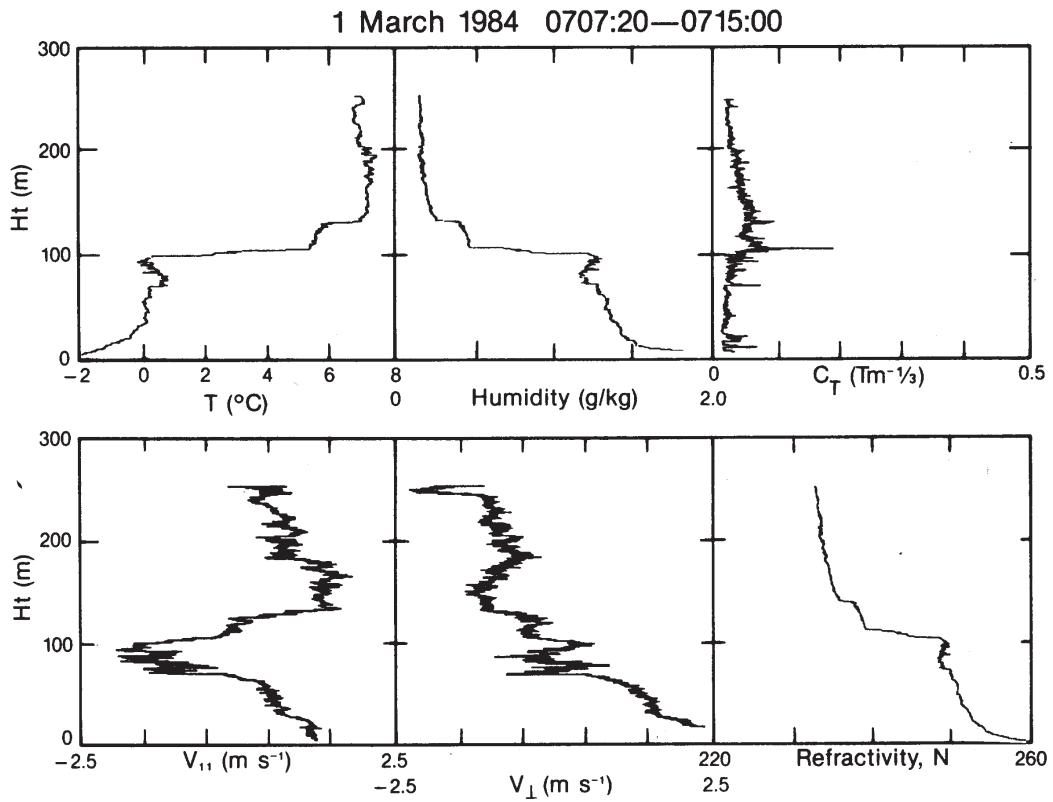 1 March 1984 0707:20—0715:00
300
200
100
0
Ht (m)
−2 0 2 4 6 8
T (°C)
0 Humidity (g/kg) 2.0
0 C_T (Tm⁻¹⁄³) 0.5
300
200
100
0
Ht (m)
−2.5 V₁₁ (m s⁻¹) 2.5
−2.5 V⊥ (m s⁻¹) 2.5
220 Refractivity, N 260